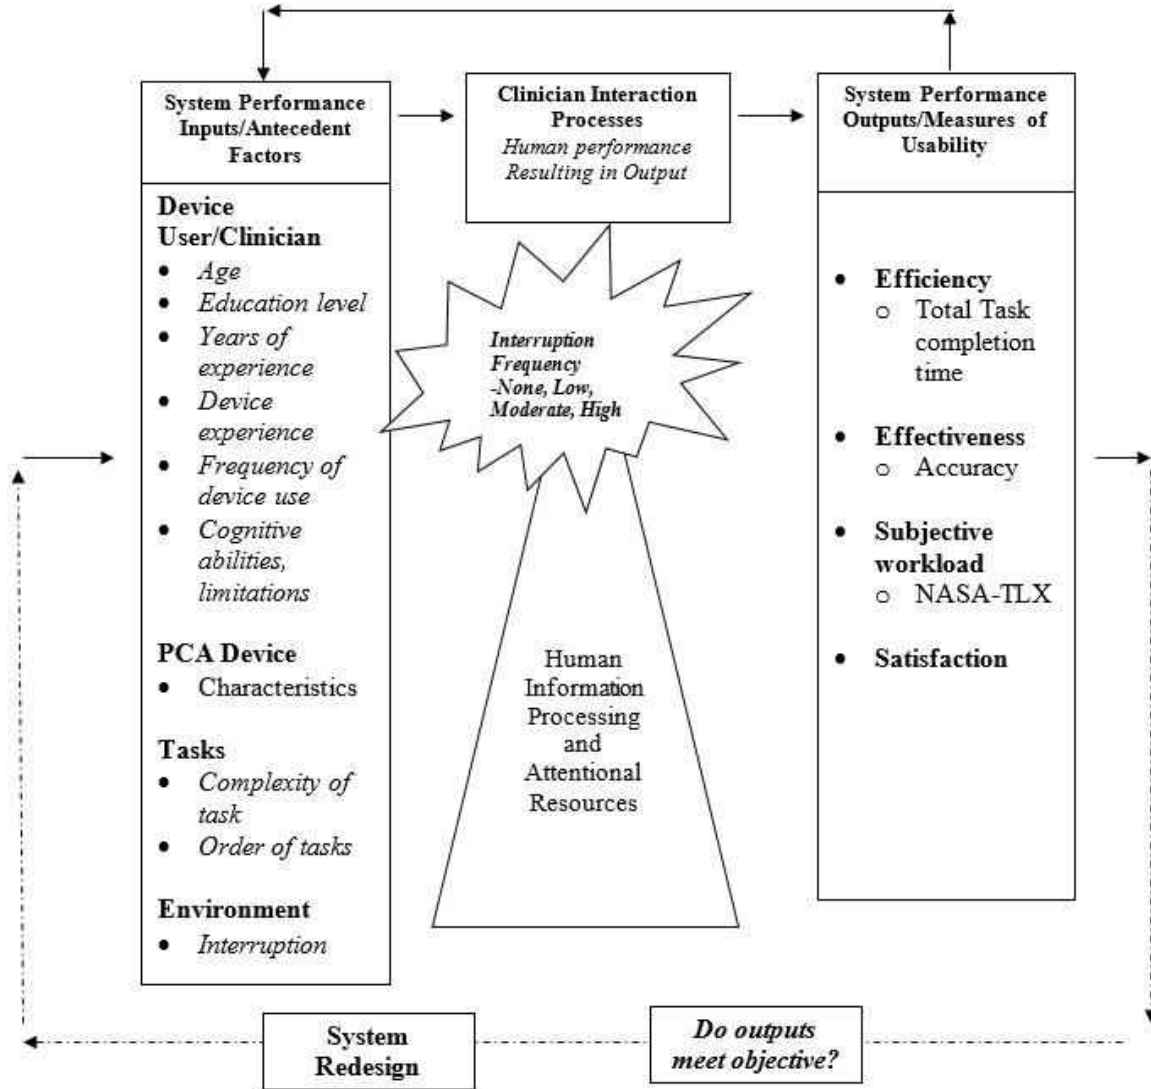 System Performance
Inputs/Antecedent
Factors
Device
User/Clinician
• Age
• Education level
• Years of
experience
• Device
experience
• Frequency of
device use
• Cognitive
abilities,
limitations
PCA Device
• Characteristics
Tasks
• Complexity of
task
• Order of tasks
Environment
• Interruption
Clinician Interaction
Processes
Human performance
Resulting in Output
Interruption
Frequency
-None, Low,
Moderate, High
Human
Information
Processing
and
Attentional
Resources
System Performance
Outputs/Measures of
Usability
• Efficiency
o Total Task
completion
time
• Effectiveness
o Accuracy
• Subjective
workload
o NASA-TLX
• Satisfaction
System
Redesign
Do outputs
meet objective?